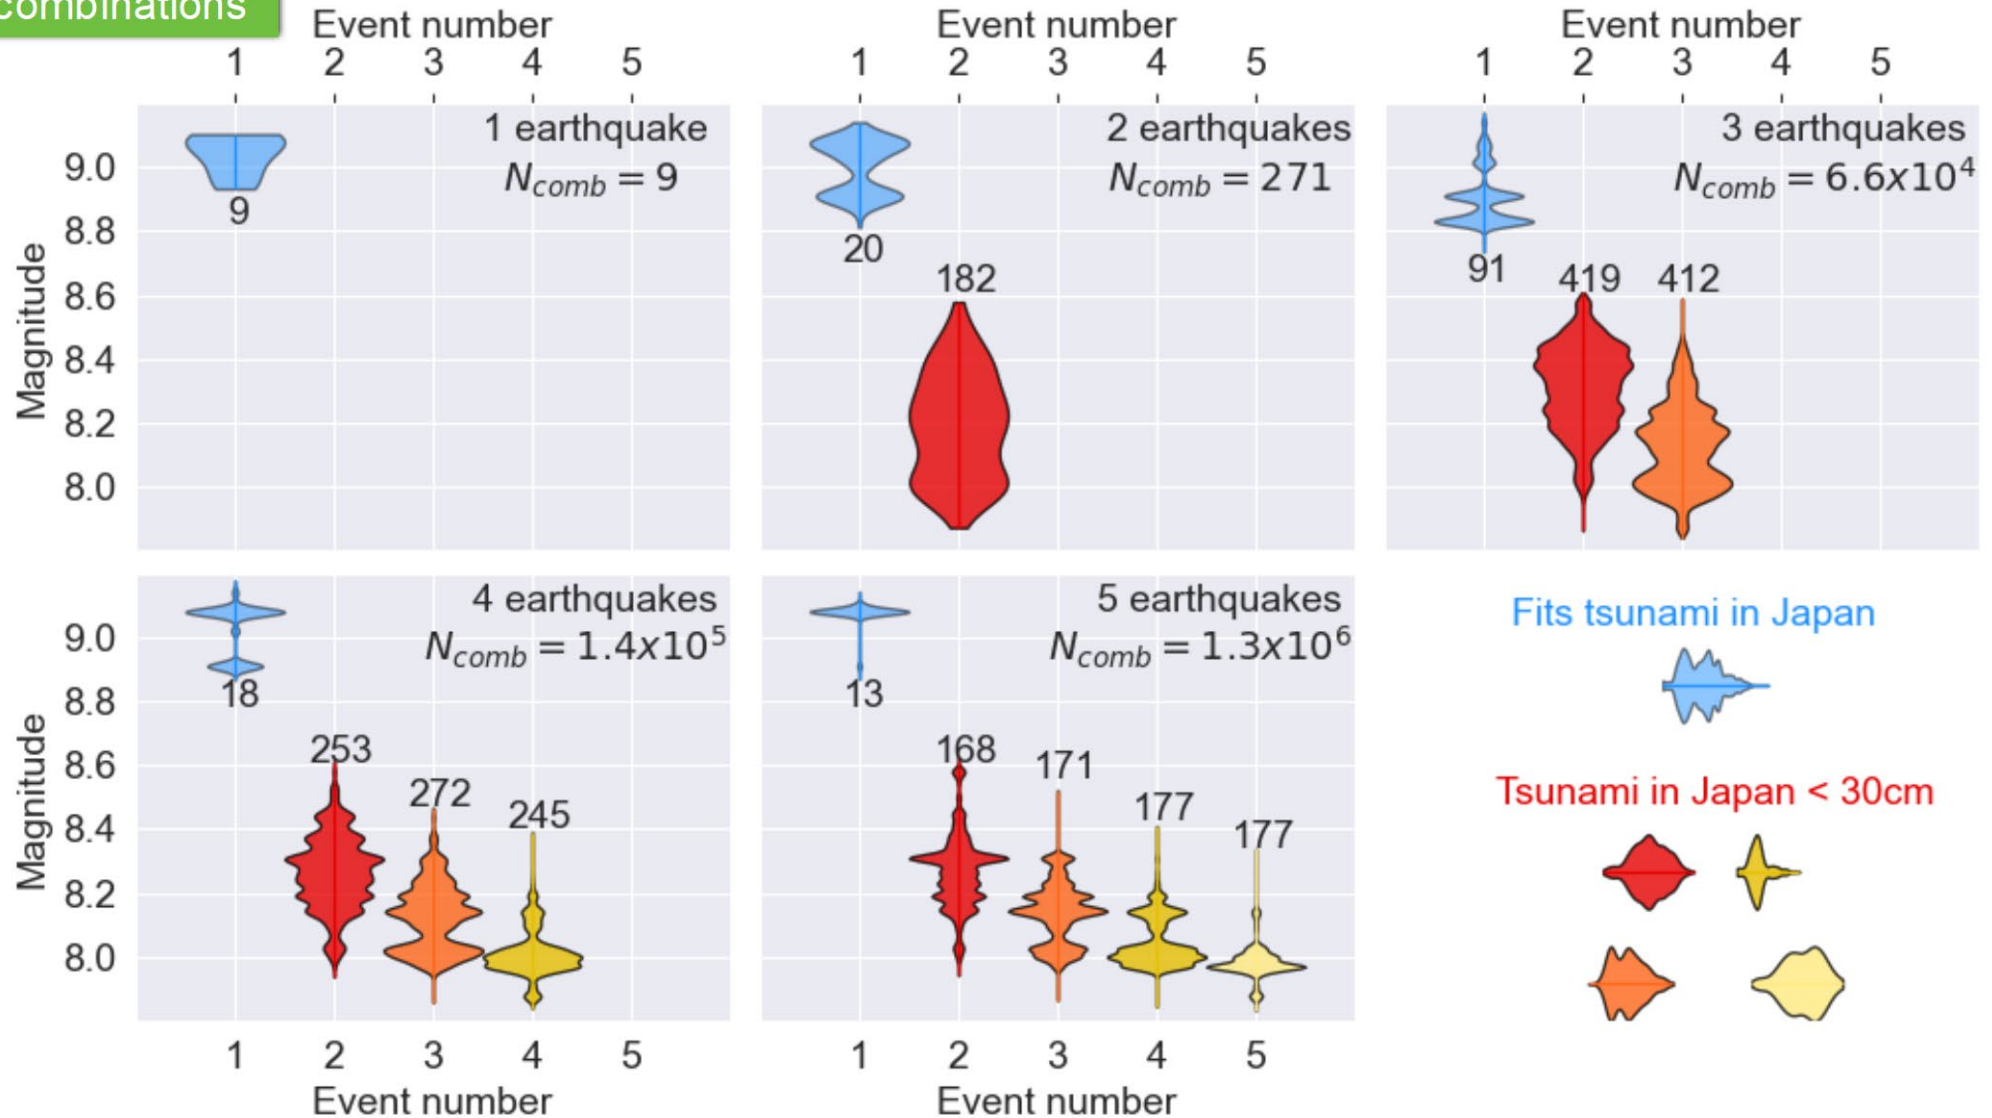 combinations
Event number
1 2 3 4 5
Event number
1 2 3 4 5
Event number
1 2 3 4 5
Magnitude
9.0
8.8
8.6
8.4
8.2
8.0
1 earthquake
N_comb = 9
9
2 earthquakes
N_comb = 271
20
182
3 earthquakes
N_comb = 6.6x10^4
91
419 412
Magnitude
9.0
8.8
8.6
8.4
8.2
8.0
4 earthquakes
N_comb = 1.4x10^5
18
253
272
245
1 2 3 4 5
Event number
5 earthquakes
N_comb = 1.3x10^6
13
168
171
177
177
1 2 3 4 5
Event number
Fits tsunami in Japan
Tsunami in Japan < 30cm